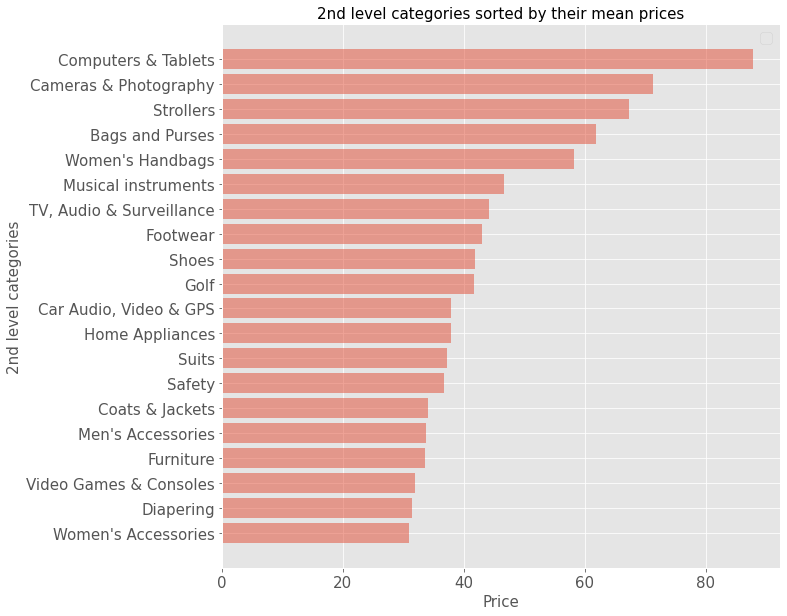 2nd level categories sorted by their mean prices
Computers & Tablets
Cameras & Photography
Strollers
Bags and Purses
Women's Handbags
Musical instruments
TV, Audio & Surveillance
Footwear
Shoes
Golf
Car Audio, Video & GPS
Home Appliances
Suits
Safety
Coats & Jackets
Men's Accessories
Furniture
Video Games & Consoles
Diapering
Women's Accessories
2nd level categories
0 20 40 60 80
Price